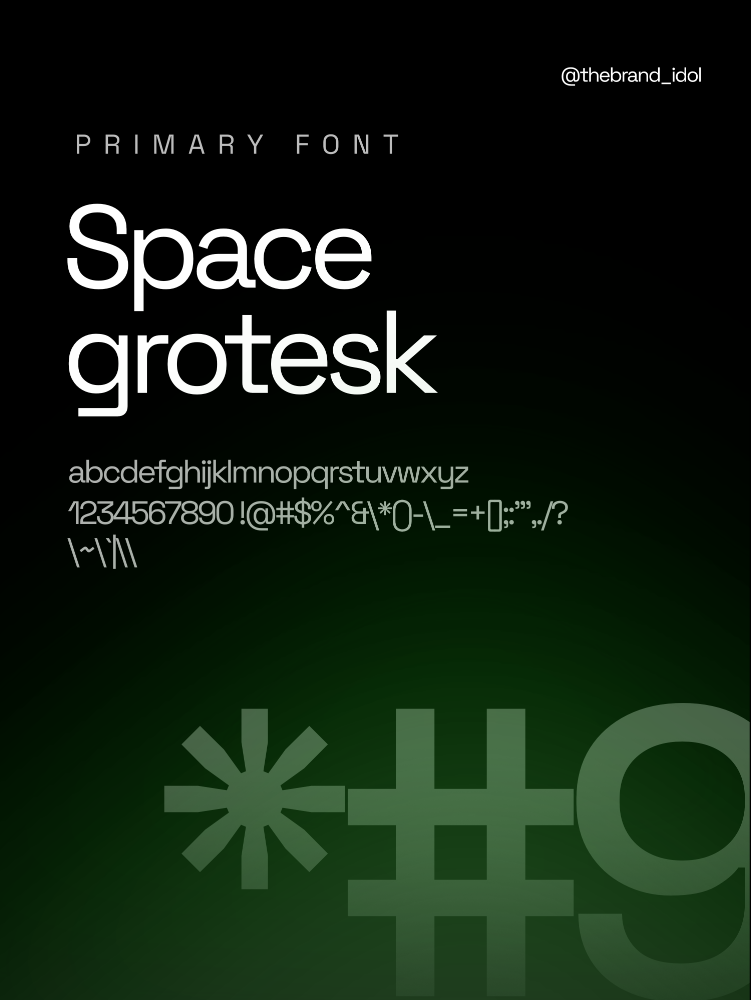 @thebrand_idol
PRIMARY FONT
Space
grotesk
abcdefghijklmnopqrstuvwxyz
1234567890 !@#$%^&\*()-\_=+[];:'",./?
\~\`|\\
*#9